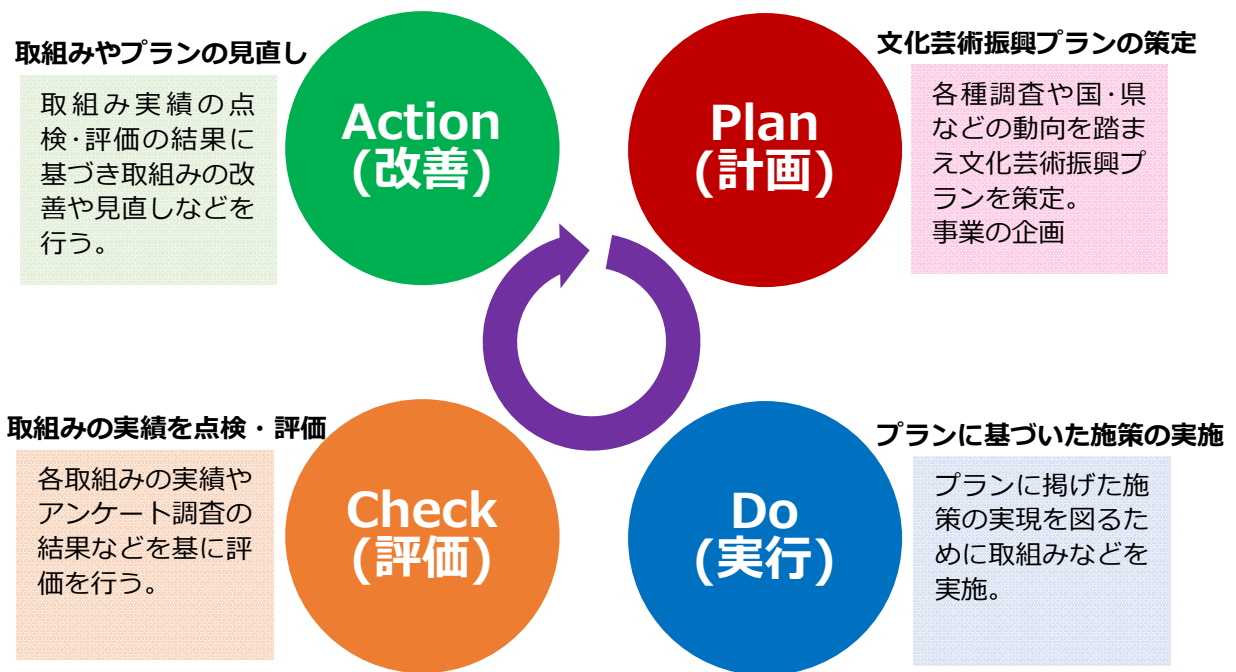 取組みやプランの見直し
取組み実績の点
検・評価の結果に
基づき取組みの改
善や見直しなどを
行う。
Action
(改善)
Plan
(計画)
文化芸術振興プランの策定
各種調査や国・県
などの動向を踏ま
え文化芸術振興プ
ランを策定。
事業の企画
取組みの実績を点検・評価
各取組みの実績や
アンケート調査の
結果などを基に評
価を行う。
Check
(評価)
Do
(実行)
プランに基づいた施策の実施
プランに掲げた施
策の実現を図るた
めに取組みなどを
実施。